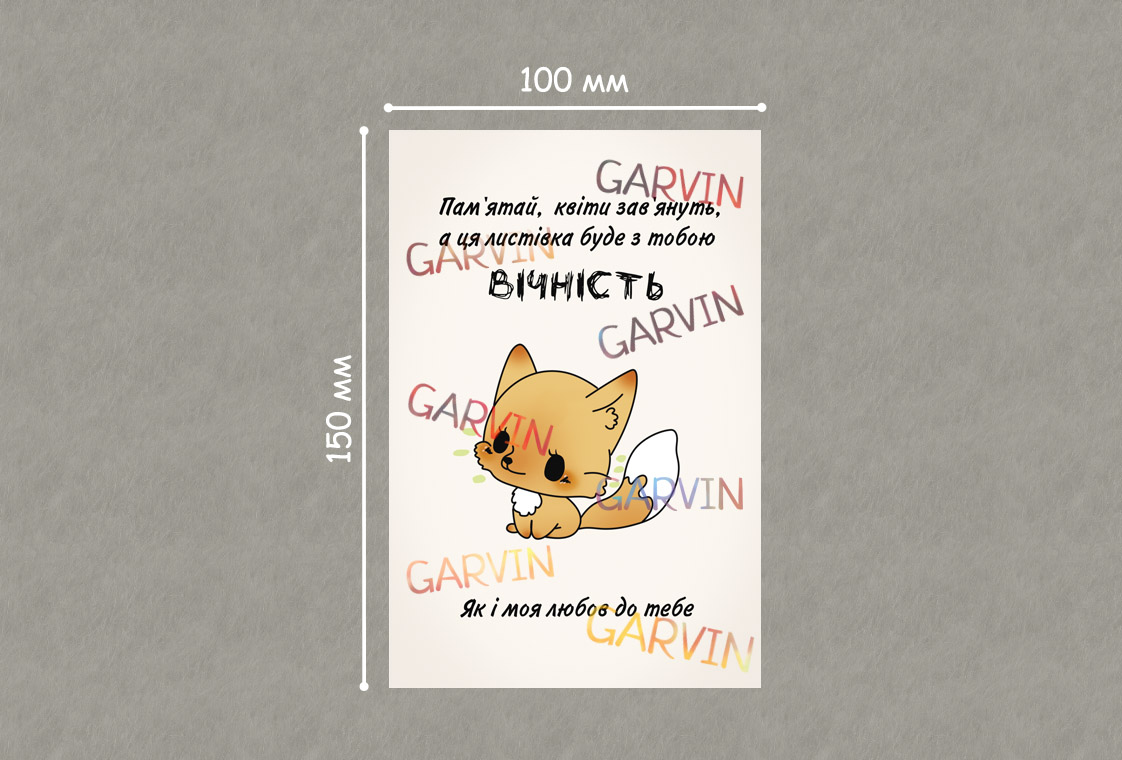 100 мм
150 мм
GARVIN
Пам'ятай, квіти зав'януть,
а ця листівка буде з тобою
GARVIN
ВІЧНІСТЬ
GARVIN
GARVIN
GARVIN
GARVIN
Як і моя любов до тебе
GARVIN